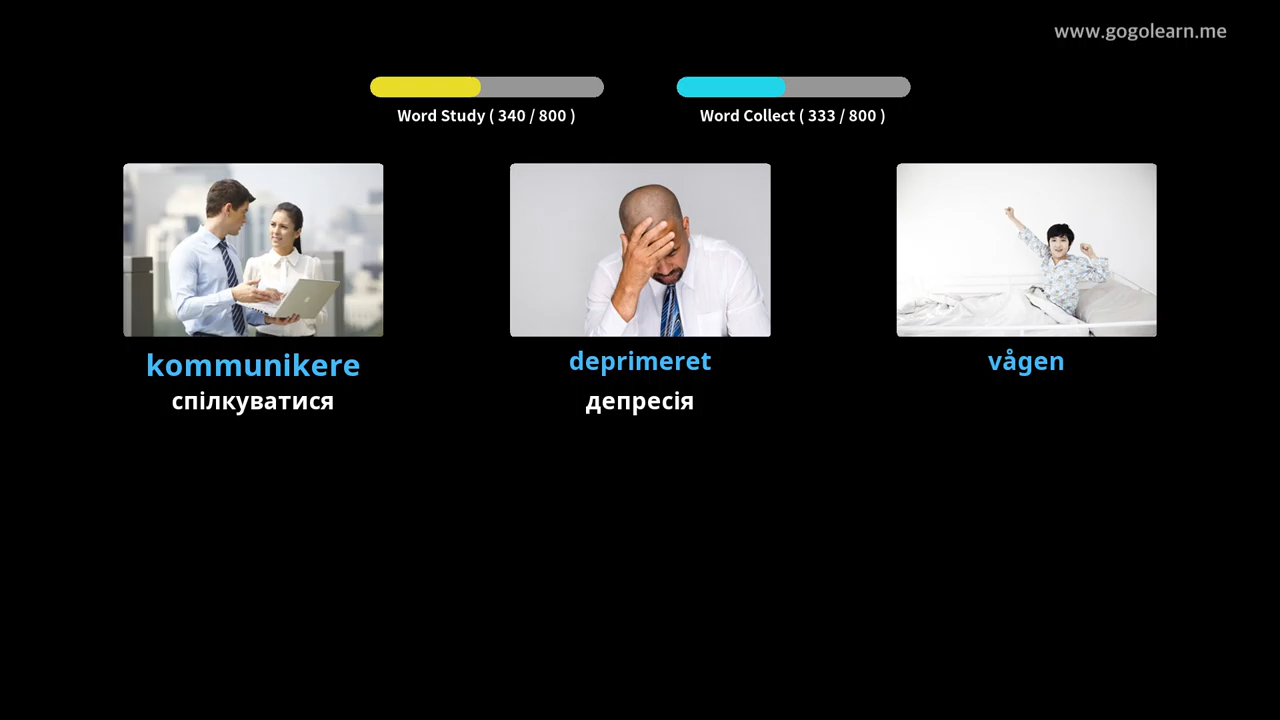 www.gogolearn.me
Word Study ( 340 / 800 )
Word Collect ( 333 / 800 )
kommunikere
спілкуватися
deprimeret
депресія
vågen